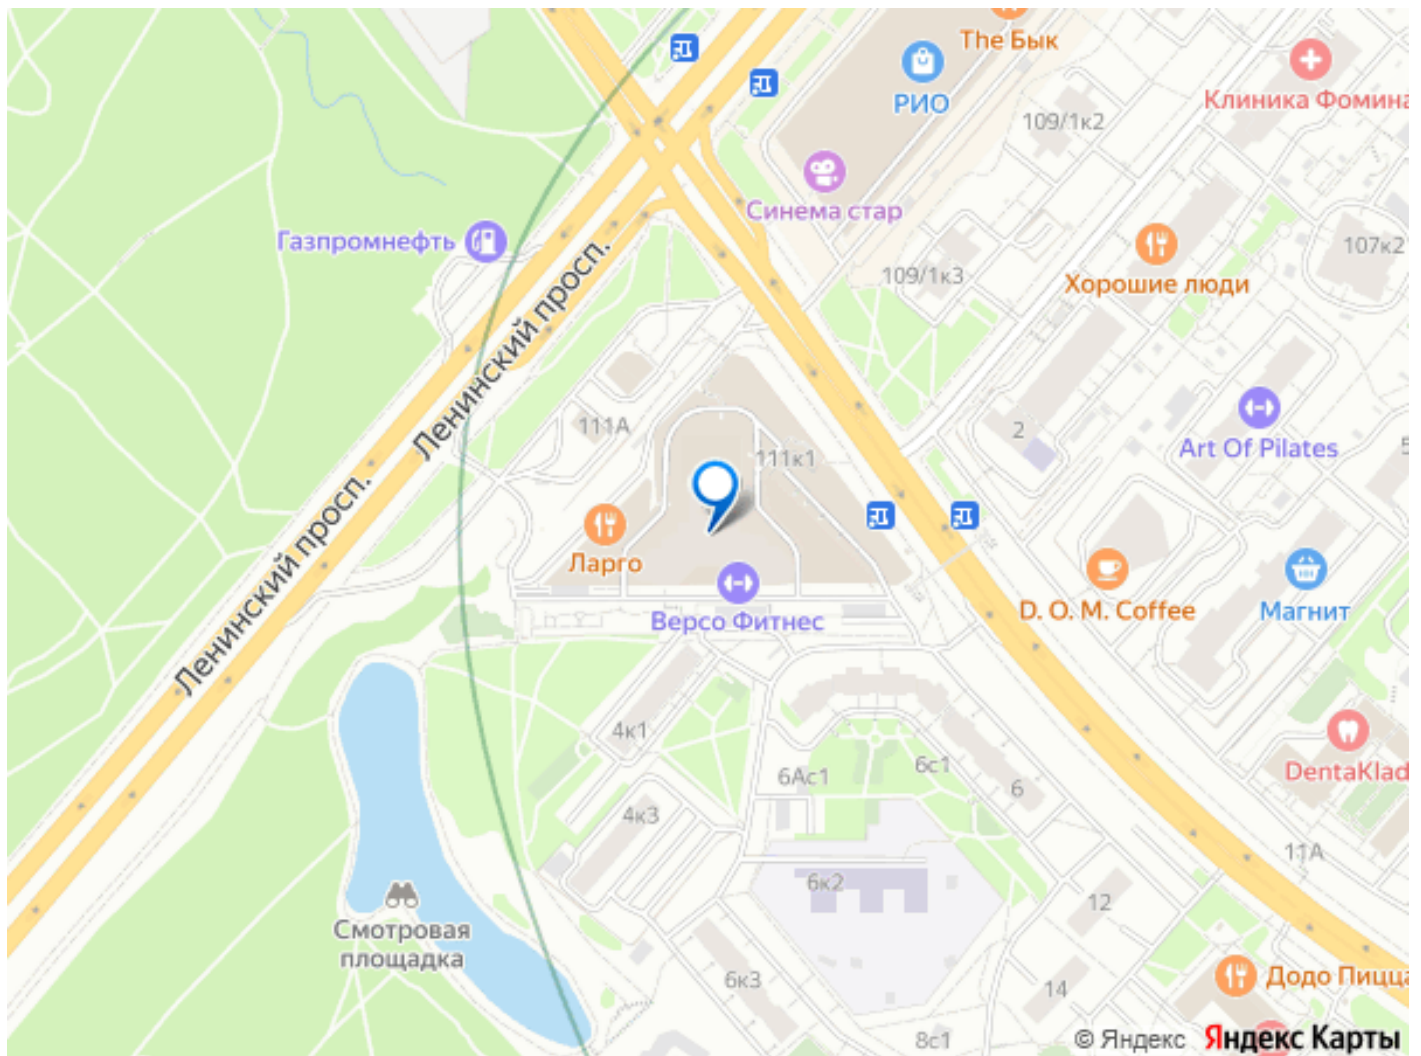 The Бык
РИО
Клиника Фомина
109/1к2
Синема стар
Газпромнефть
Хорошие люди
107к2
109/1к3
Ленинский просп.
111А
2
Art Of Pilates
111к1
Ларго
D. O. M. Coffee
Магнит
Версо Фитнес
Ленинский просп.
4к1
6Ас1
6с1
6
DentaKlad
4к3
11А
6к2
12
Смотровая
площадка
6к3
14
Додо Пицца
8с1
© Яндекс Яндекс Карты